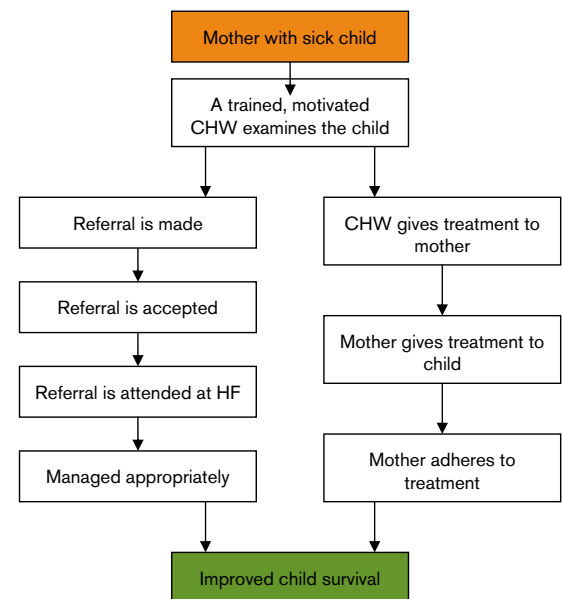 Mother with sick child
A trained, motivated
CHW examines the child
Referral is made
Referral is accepted
Referral is attended at HF
Managed appropriately
CHW gives treatment to
mother
Mother gives treatment to
child
Mother adheres to
treatment
Improved child survival